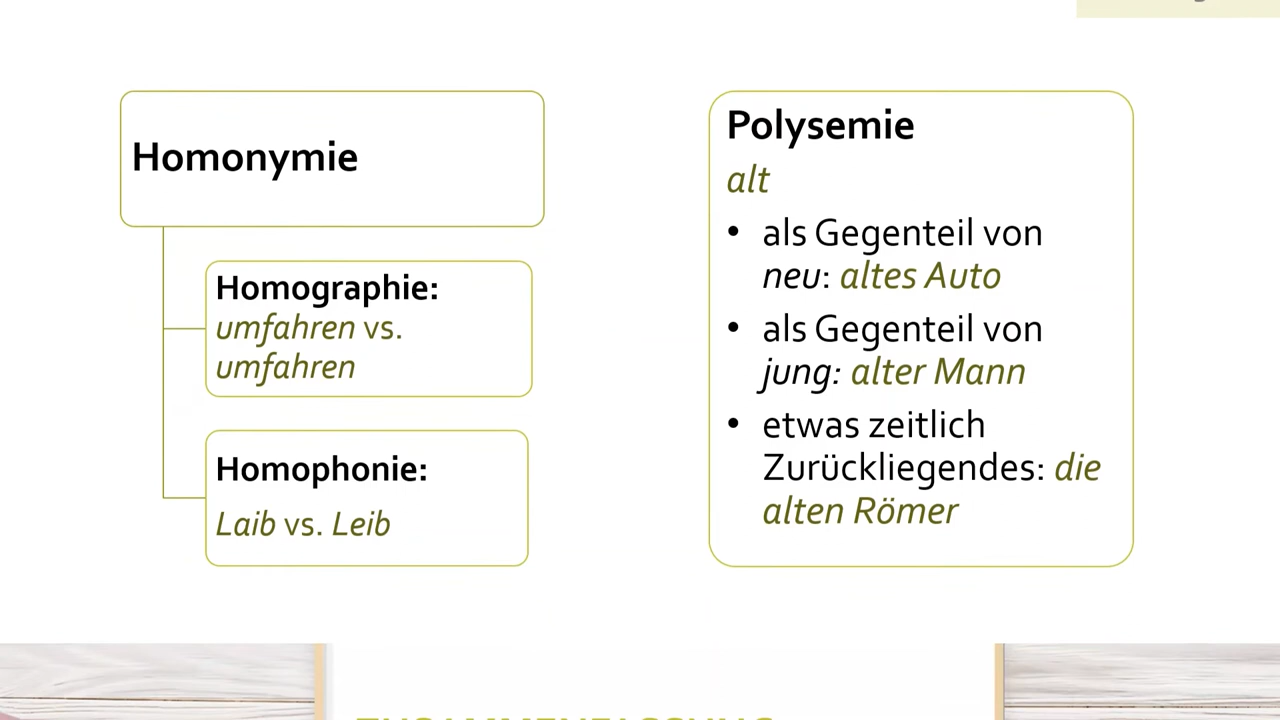 Homonymie
Homographie:
umfahren vs.
umfahren
Homophonie:
Laib vs. Leib
Polysemie
alt
• als Gegenteil von
neu: altes Auto
• als Gegenteil von
jung: alter Mann
• etwas zeitlich
Zurückliegendes: die
alten Römer